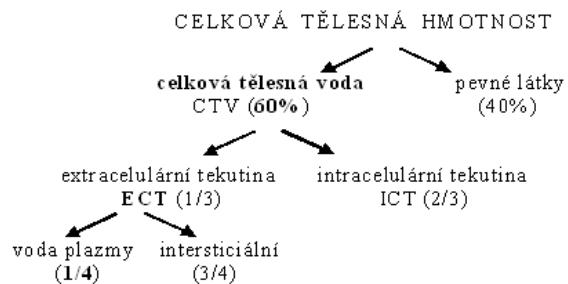 CELKOVÁ TĚLESNÁ HMOTNOST
celková tělesná voda pevné látky
CTV (60%) (40%)
extracelulární tekutina intracelulární tekutina
ECT (1/3) ICT (2/3)
voda plazmy intersticiální
(1/4) (3/4)